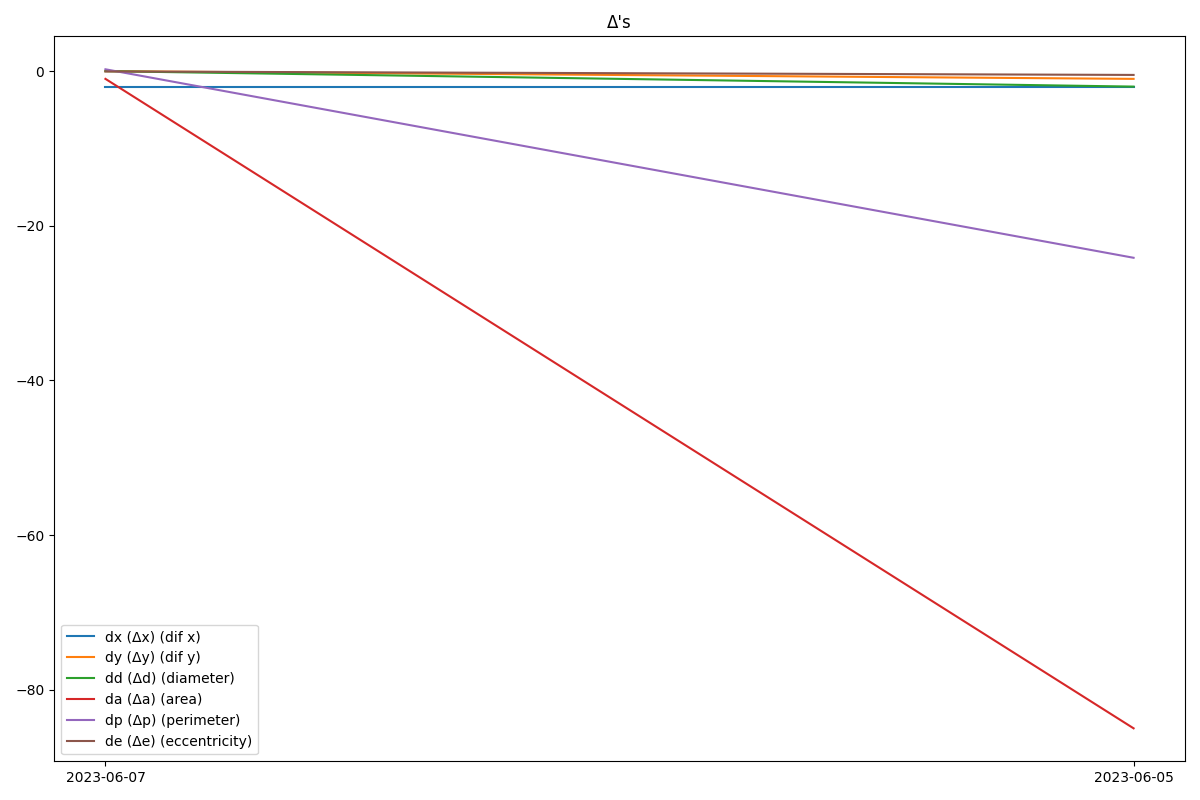 Δ's
0
−20
−40
−60
−80
dx (Δx) (dif x)
dy (Δy) (dif y)
dd (Δd) (diameter)
da (Δa) (area)
dp (Δp) (perimeter)
de (Δe) (eccentricity)
2023-06-07
2023-06-05